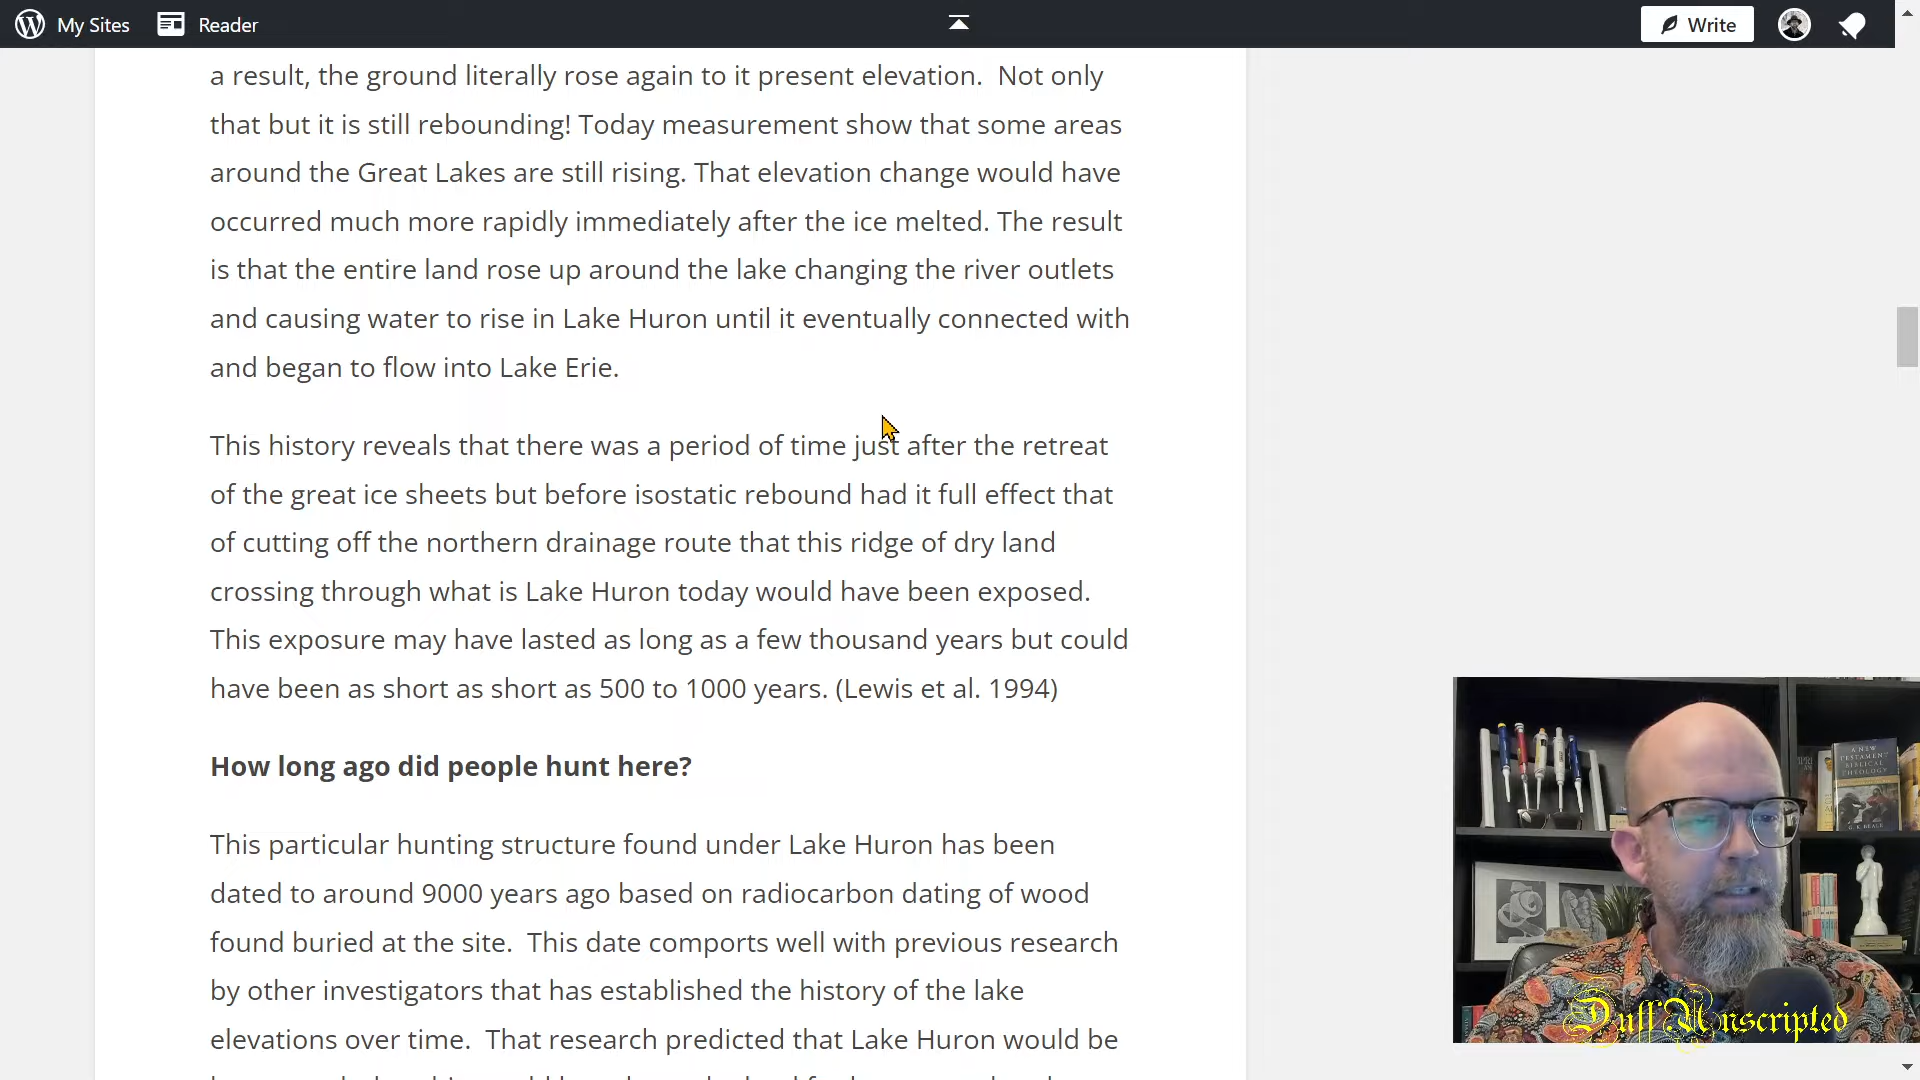 My Sites
Reader
Write
a result, the ground literally rose again to it present elevation.  Not only
that but it is still rebounding! Today measurement show that some areas
around the Great Lakes are still rising. That elevation change would have
occurred much more rapidly immediately after the ice melted. The result
is that the entire land rose up around the lake changing the river outlets
and causing water to rise in Lake Huron until it eventually connected with
and began to flow into Lake Erie.
This history reveals that there was a period of time just after the retreat
of the great ice sheets but before isostatic rebound had it full effect that
of cutting off the northern drainage route that this ridge of dry land
crossing through what is Lake Huron today would have been exposed.
This exposure may have lasted as long as a few thousand years but could
have been as short as short as 500 to 1000 years. (Lewis et al. 1994)
How long ago did people hunt here?
This particular hunting structure found under Lake Huron has been
dated to around 9000 years ago based on radiocarbon dating of wood
found buried at the site.  This date comports well with previous research
by other investigators that has established the history of the lake
elevations over time.  That research predicted that Lake Huron would be
A NEW
TESTAMENT
BIBLICAL
THEOLOGY
G. K. BEALE
Duff Unscripted